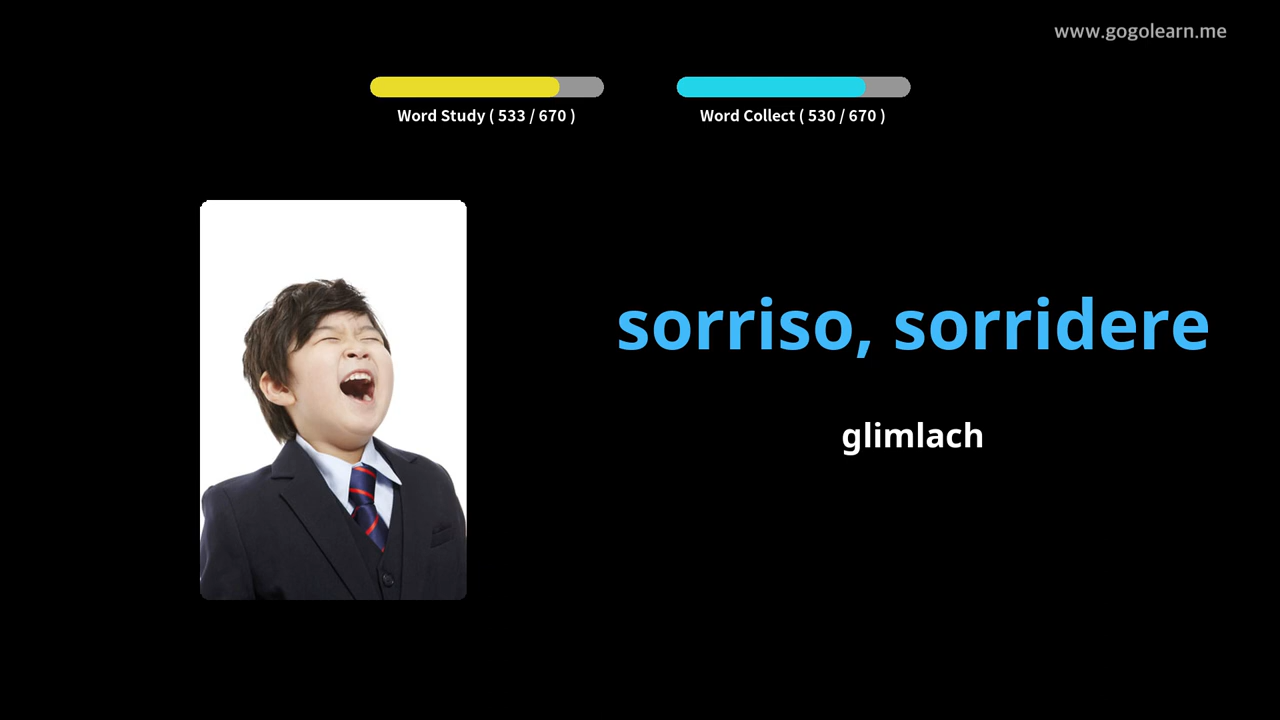 www.gogolearn.me
Word Study ( 533 / 670 )
Word Collect ( 530 / 670 )
sorriso, sorridere
glimlach